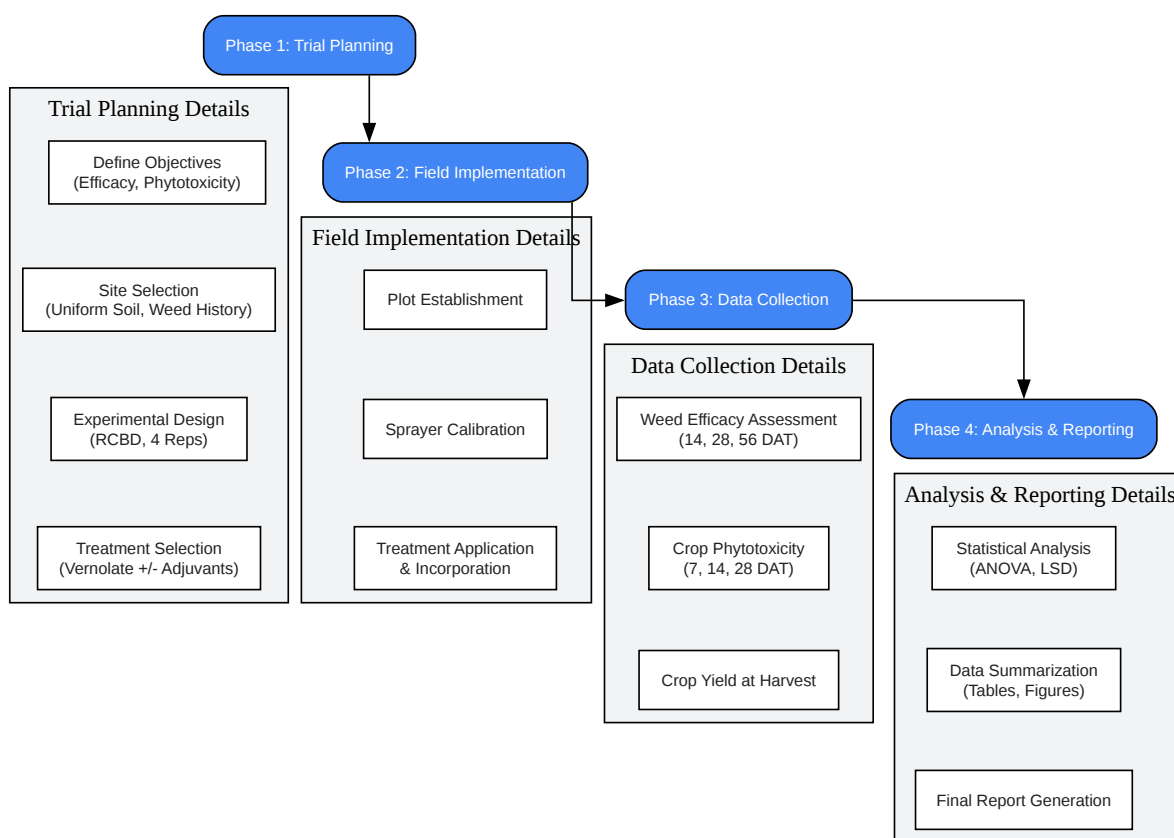 Phase 1: Trial Planning
Trial Planning Details
Define Objectives
(Efficacy, Phytotoxicity)
Site Selection
(Uniform Soil, Weed History)
Experimental Design
(RCBD, 4 Reps)
Treatment Selection
(Vernolate +/- Adjuvants)
Phase 2: Field Implementation
Field Implementation Details
Plot Establishment
Sprayer Calibration
Treatment Application
& Incorporation
Phase 3: Data Collection
Data Collection Details
Weed Efficacy Assessment
(14, 28, 56 DAT)
Crop Phytotoxicity
(7, 14, 28 DAT)
Crop Yield at Harvest
Phase 4: Analysis & Reporting
Analysis & Reporting Details
Statistical Analysis
(ANOVA, LSD)
Data Summarization
(Tables, Figures)
Final Report Generation